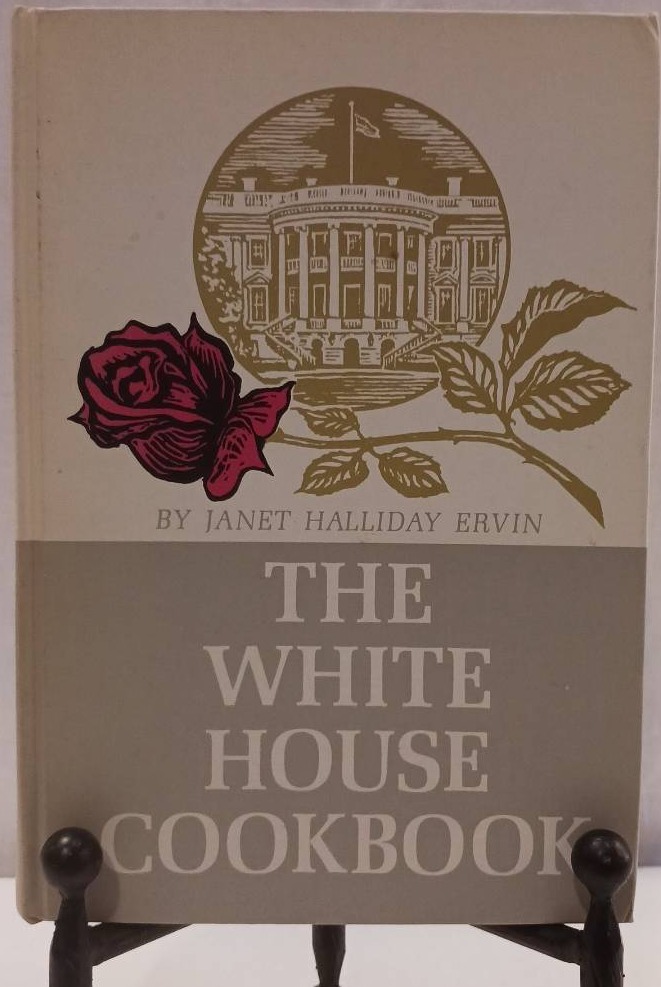 BY JANET HALLIDAY ERVIN
THE
WHITE
HOUSE
COOKBOOK